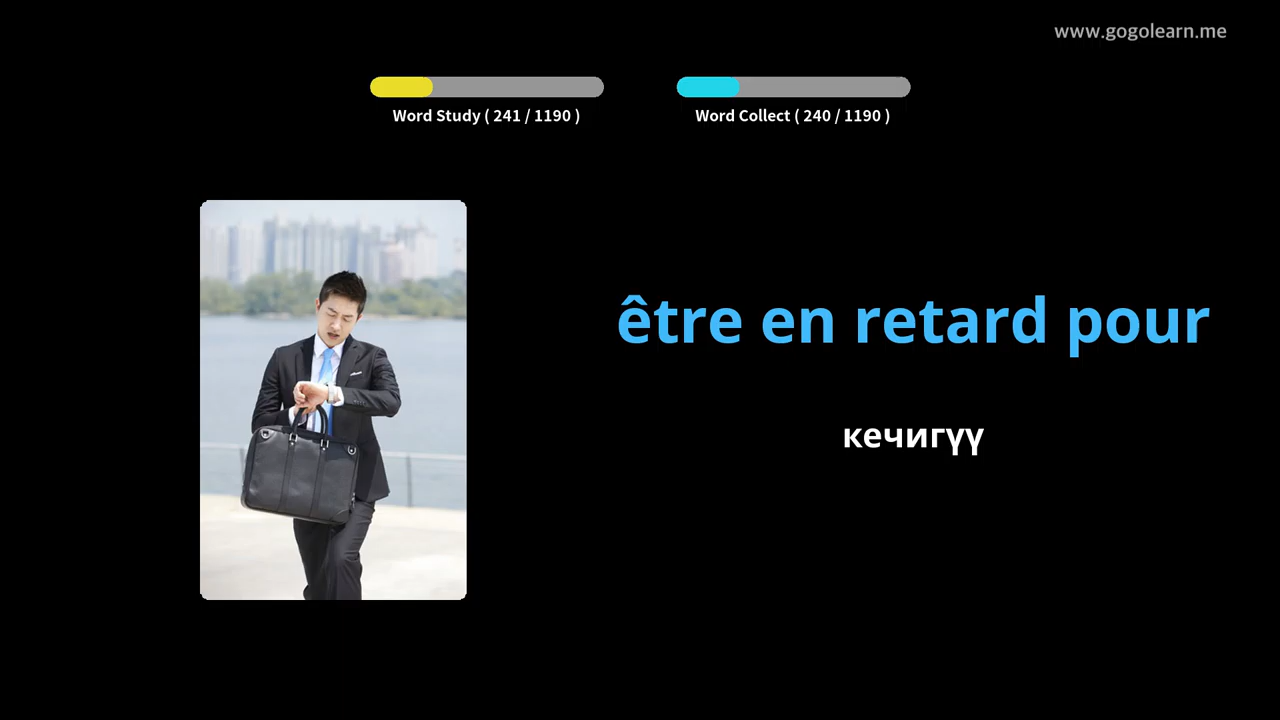 www.gogolearn.me
Word Study ( 241 / 1190 )
Word Collect ( 240 / 1190 )
être en retard pour
кечигүү